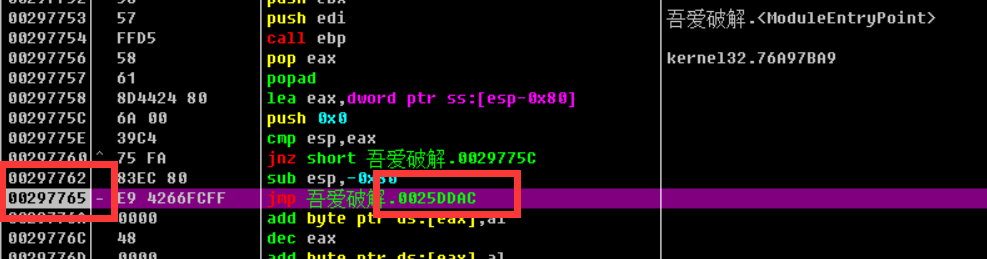 push ebx
00297753 57 push edi 吾爱破解.<ModuleEntryPoint>
00297754 FFD5 call ebp
00297756 58 pop eax kernel32.76A97BA9
00297757 61 popad
00297758 8D4424 80 lea eax,dword ptr ss:[esp-0x80]
0029775C 6A 00 push 0x0
0029775E 39C4 cmp esp,eax
00297760 ^ 75 FA jnz short 吾爱破解.0029775C
00297762 83EC 80 sub esp,-0x80
00297765 - E9 4266FCFF jmp 吾爱破解.0025DDAC
0029776A 0000 add byte ptr ds:[eax],al
0029776C 48 dec eax
0029776D 0000 add byte ptr ds:[eax],al